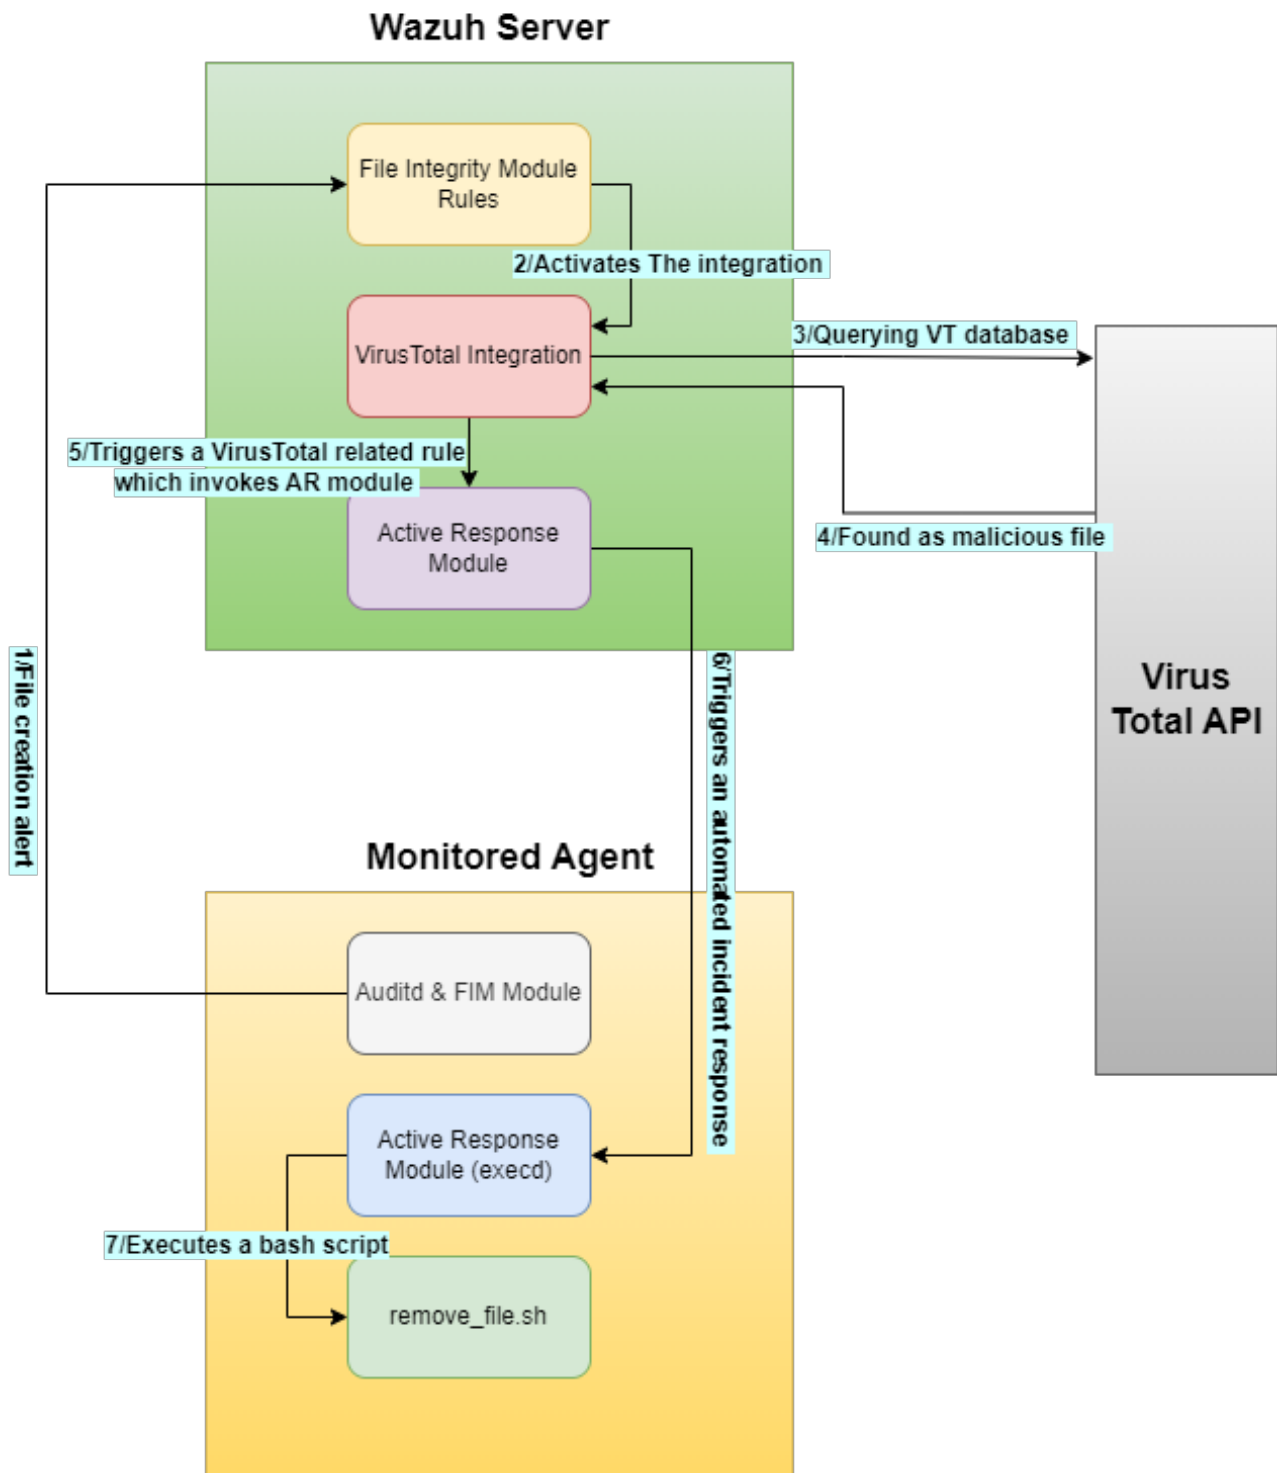 Wazuh Server
File Integrity Module
Rules
2/Activates The integration
VirusTotal Integration
3/Querying VT database
5/Triggers a VirusTotal related rule
which invokes AR module
4/Found as malicious file
Active Response
Module
1/File creation alert
6/Triggers an automated incident response
Virus
Total API
Monitored Agent
Auditd & FIM Module
Active Response
Module (execd)
7/Executes a bash script
remove_file.sh